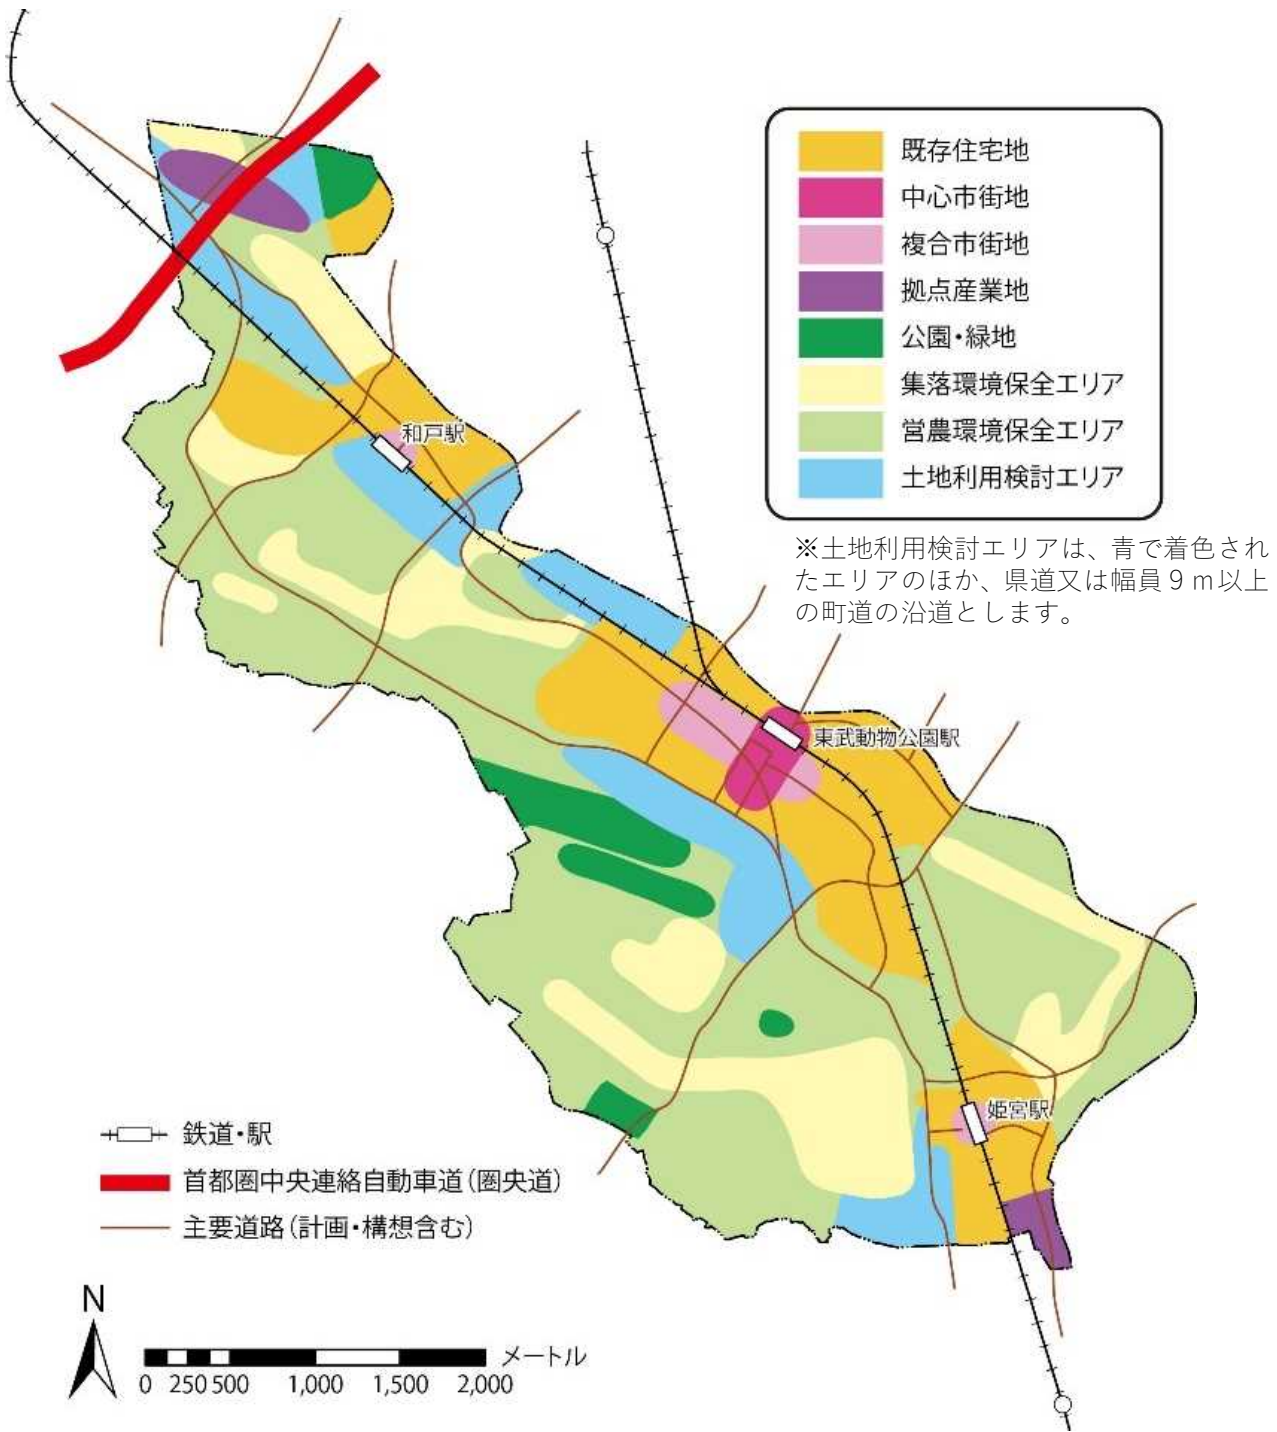 既存住宅地
中心市街地
複合市街地
拠点産業地
公園・緑地
集落環境保全エリア
営農環境保全エリア
土地利用検討エリア
※土地利用検討エリアは、青で着色され
たエリアのほか、県道又は幅員９ｍ以上
の町道の沿道とします。
和戸駅
東武動物公園駅
姫宮駅
鉄道・駅
首都圏中央連絡自動車道（圏央道）
主要道路（計画・構想含む）
N
メートル
0 250 500 1,000 1,500 2,000